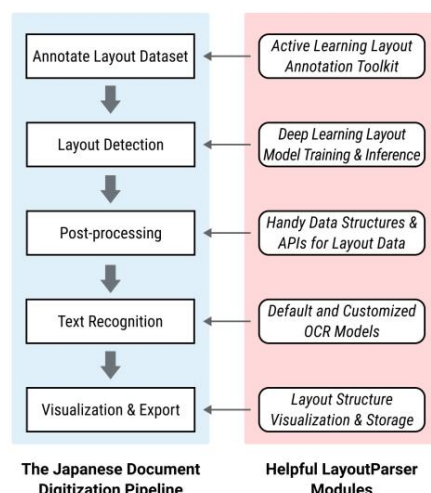 Annotate Layout Dataset
Active Learning Layout
Annotation Toolkit
Layout Detection
Deep Learning Layout
Model Training & Inference
Post-processing
Handy Data Structures &
APIs for Layout Data
Text Recognition
Default and Customized
OCR Models
Visualization & Export
Layout Structure
Visualization & Storage
The Japanese Document
Digitization Pipeline
Helpful LayoutParser
Modules